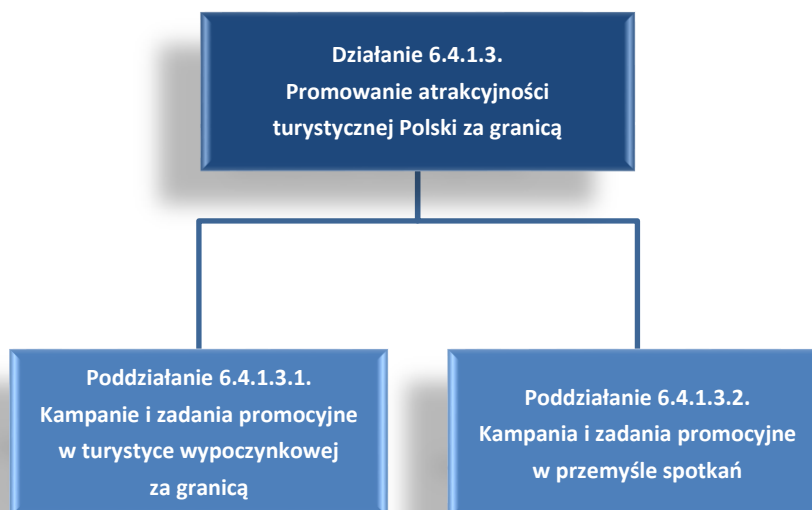 Działanie 6.4.1.3.
Promowanie atrakcyjności
turystycznej Polski za granicą
Poddziałanie 6.4.1.3.1.
Kampanie i zadania promocyjne
w turystyce wypoczynkowej
za granicą
Poddziałanie 6.4.1.3.2.
Kampania i zadania promocyjne
w przemyśle spotkań